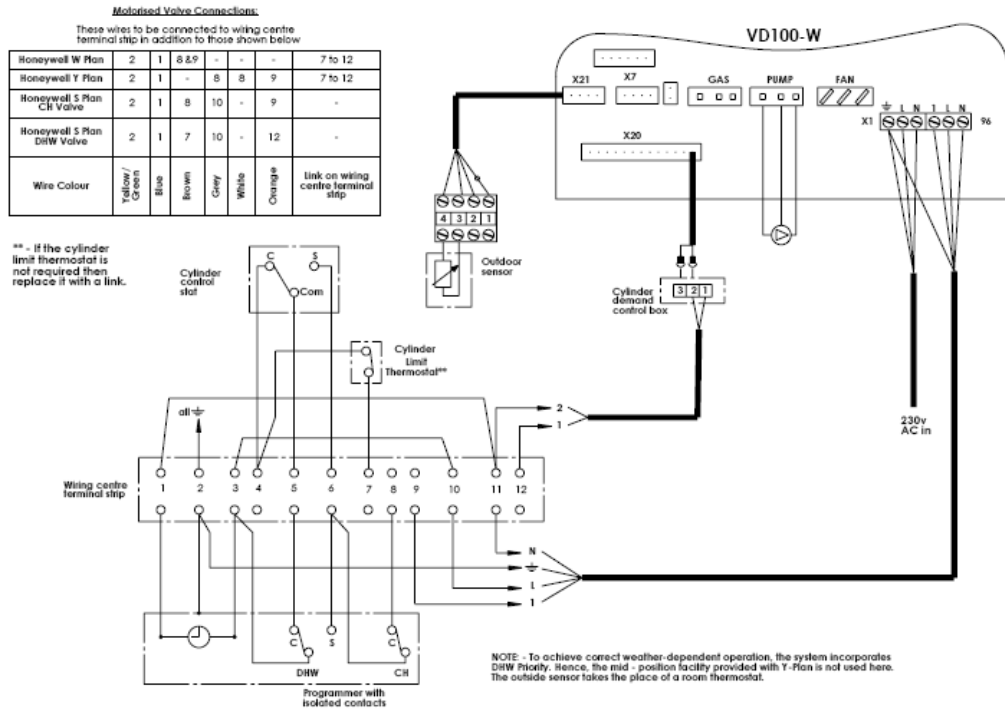 Motorised Valve Connections:
These wires to be connected to wiring centre
terminal strip in addition to those shown below
Honeywell W Plan 2 1 8 &9 - - - 7 to 12
Honeywell Y Plan 2 1 - 8 8 9 7 to 12
Honeywell S Plan
CH Valve 2 1 8 10 - 9 -
Honeywell S Plan
DHW Valve 2 1 7 10 - 12 -
Wire Colour Yellow/
Green Blue Brown Grey White Orange Link on wiring
centre terminal
strip
VD100-W
X21 X7 GAS PUMP FAN
L N 1 L N
X1 96
X20
4 3 2 1
Outdoor
sensor
** - If the cylinder
limit thermostat is
not required then
replace it with a link.
Cylinder
control
stat
C S
Com
3 2 1
Cylinder
demand
control box
Cylinder
Limit
Thermostat**
all
2
1
230v
AC in
Wiring centre
terminal strip
1 2 3 4 5 6 7 8 9 10 11 12
N
L
1
C S C
DHW CH
Programmer with
isolated contacts
NOTE: - To achieve correct weather-dependent operation, the system incorporates
DHW Priority. Hence, the mid - position facility provided with Y-Plan is not used here.
The outside sensor takes the place of a room thermostat.